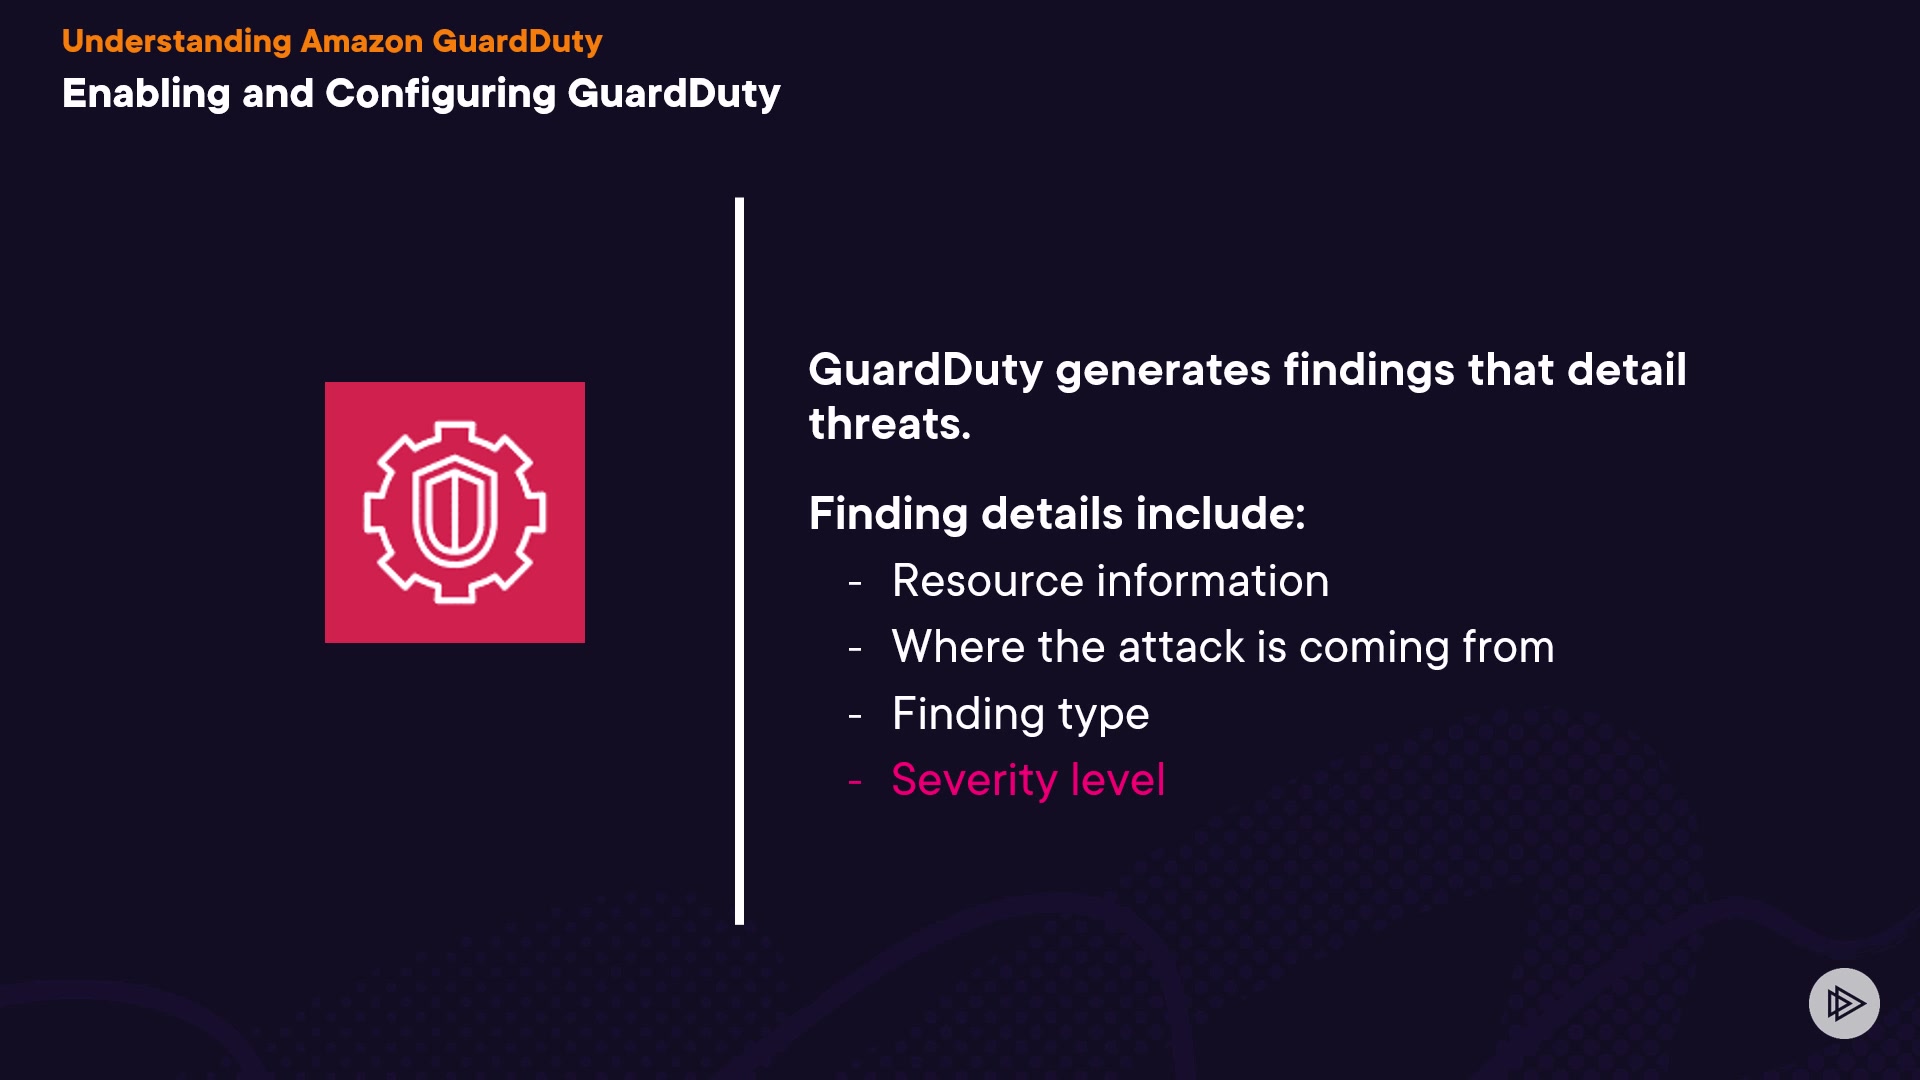 Understanding Amazon GuardDuty
Enabling and Configuring GuardDuty
GuardDuty generates findings that detail
threats.
Finding details include:
- Resource information
- Where the attack is coming from
- Finding type
- Severity level